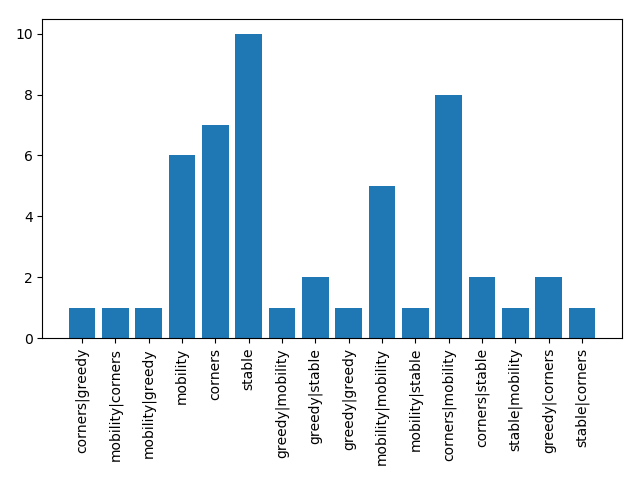 10
8
6
4
2
0
corners|greedy
mobility|corners
mobility|greedy
mobility
corners
stable
greedy|mobility
greedy|stable
greedy|greedy
mobility|mobility
mobility|stable
corners|mobility
corners|stable
stable|mobility
greedy|corners
stable|corners